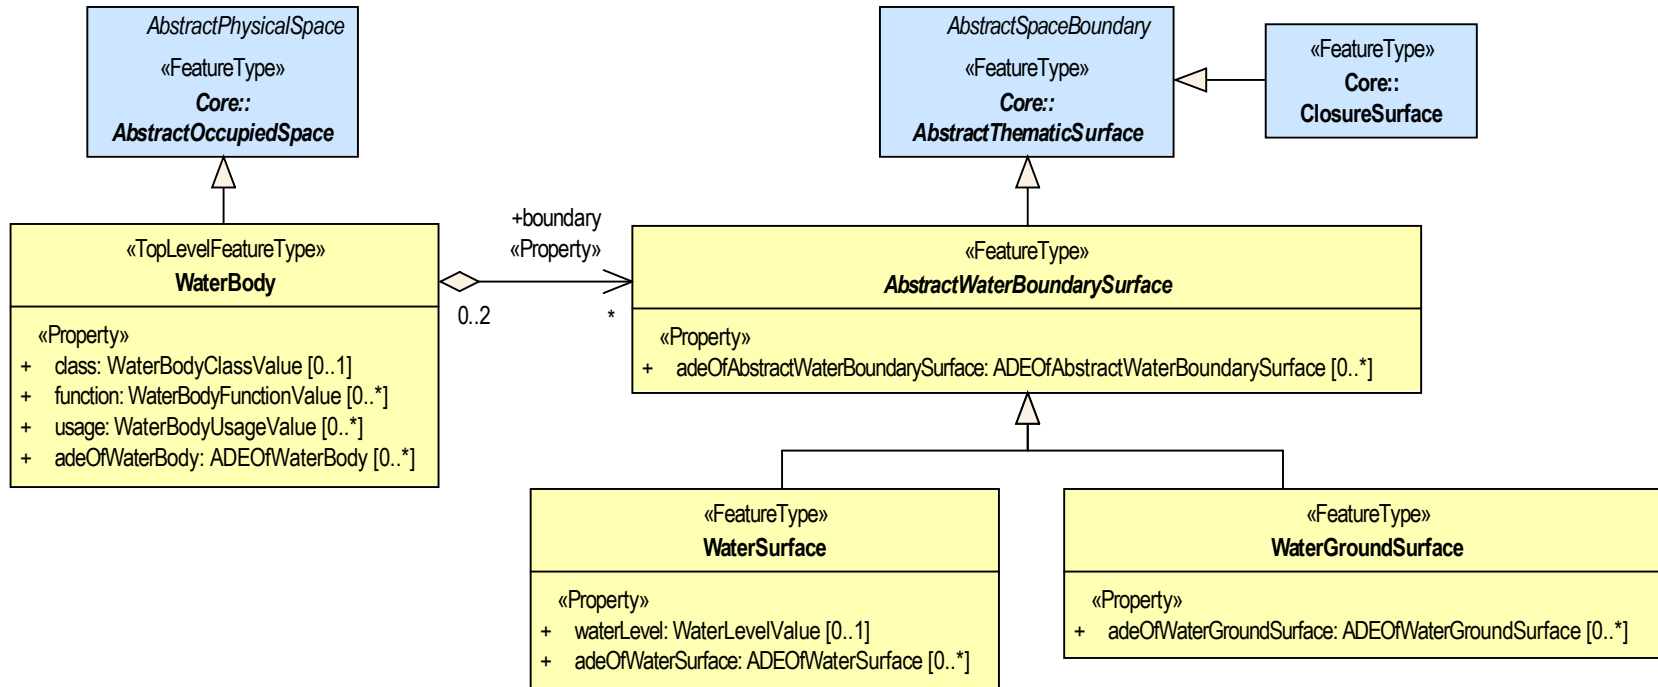 AbstractPhysicalSpace
«FeatureType»
Core::
AbstractOccupiedSpace
AbstractSpaceBoundary
«FeatureType»
Core::
AbstractThematicSurface
«FeatureType»
Core::
ClosureSurface
«TopLevelFeatureType»
WaterBody
«Property»
+ class: WaterBodyClassValue [0..1]
+ function: WaterBodyFunctionValue [0..*]
+ usage: WaterBodyUsageValue [0..*]
+ adeOfWaterBody: ADEOfWaterBody [0..*]
+boundary
«Property»
0..2
*
«FeatureType»
AbstractWaterBoundarySurface
«Property»
+ adeOfAbstractWaterBoundarySurface: ADEOfAbstractWaterBoundarySurface [0..*]
«FeatureType»
WaterSurface
«Property»
+ waterLevel: WaterLevelValue [0..1]
+ adeOfWaterSurface: ADEOfWaterSurface [0..*]
«FeatureType»
WaterGroundSurface
«Property»
+ adeOfWaterGroundSurface: ADEOfWaterGroundSurface [0..*]